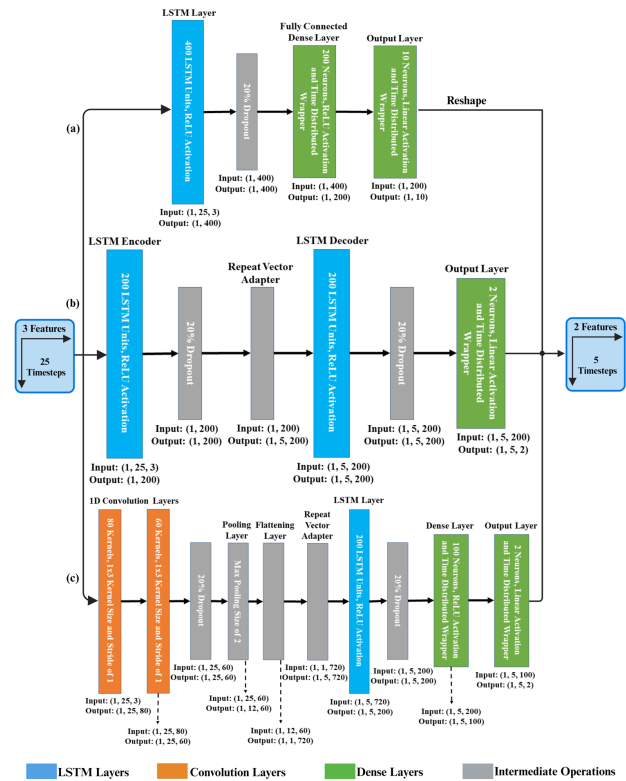 LSTM Layer
400 LSTM Units, ReLU Activation
20% Dropout
Fully Connected
Dense Layer
200 Neurons, ReLU Activation
and Time Distributed
Wrapper
Output Layer
10 Neurons, Linear Activation
and Time Distributed
Wrapper
Reshape
(a)
Input: (1, 25, 3)
Output: (1, 400)
Input: (1, 400)
Output: (1, 400)
Input: (1, 400)
Output: (1, 200)
Input: (1, 200)
Output: (1, 10)
LSTM Encoder
200 LSTM Units, ReLU Activation
20% Dropout
Repeat Vector
Adapter
LSTM Decoder
200 LSTM Units, ReLU Activation
20% Dropout
Output Layer
2 Neurons, Linear Activation
and Time Distributed
Wrapper
(b)
3 Features
25
Timesteps
2 Features
5
Timesteps
Input: (1, 25, 3)
Output: (1, 200)
Input: (1, 200)
Output: (1, 200)
Input: (1, 200)
Output: (1, 5, 200)
Input: (1, 5, 200)
Output: (1, 5, 200)
Input: (1, 5, 200)
Output: (1, 5, 200)
Input: (1, 5, 200)
Output: (1, 5, 2)
1D Convolution Layers
80 Kernels, 1x3 Kernel Size and Stride of 1
60 Kernels, 1x3 Kernel Size and Stride of 1
20% Dropout
Pooling
Layer
Max Pooling Size of 2
Flattening
Layer
Repeat
Vector
Adapter
LSTM Layer
200 LSTM Units, ReLU Activation
20% Dropout
Dense Layer
100 Neurons, ReLU Activation
and Time Distributed Wrapper
Output Layer
2 Neurons, Linear Activation
and Time Distributed Wrapper
(c)
Input: (1, 25, 3)
Output: (1, 25, 80)
Input: (1, 25, 80)
Output: (1, 25, 60)
Input: (1, 25, 60)
Output: (1, 25, 60)
Input: (1, 25, 60)
Output: (1, 12, 60)
Input: (1, 12, 60)
Output: (1, 1, 720)
Input: (1, 1, 720)
Output: (1, 5, 720)
Input: (1, 5, 720)
Output: (1, 5, 200)
Input: (1, 5, 200)
Output: (1, 5, 200)
Input: (1, 5, 200)
Output: (1, 5, 100)
Input: (1, 5, 100)
Output: (1, 5, 2)
LSTM Layers
Convolution Layers
Dense Layers
Intermediate Operations